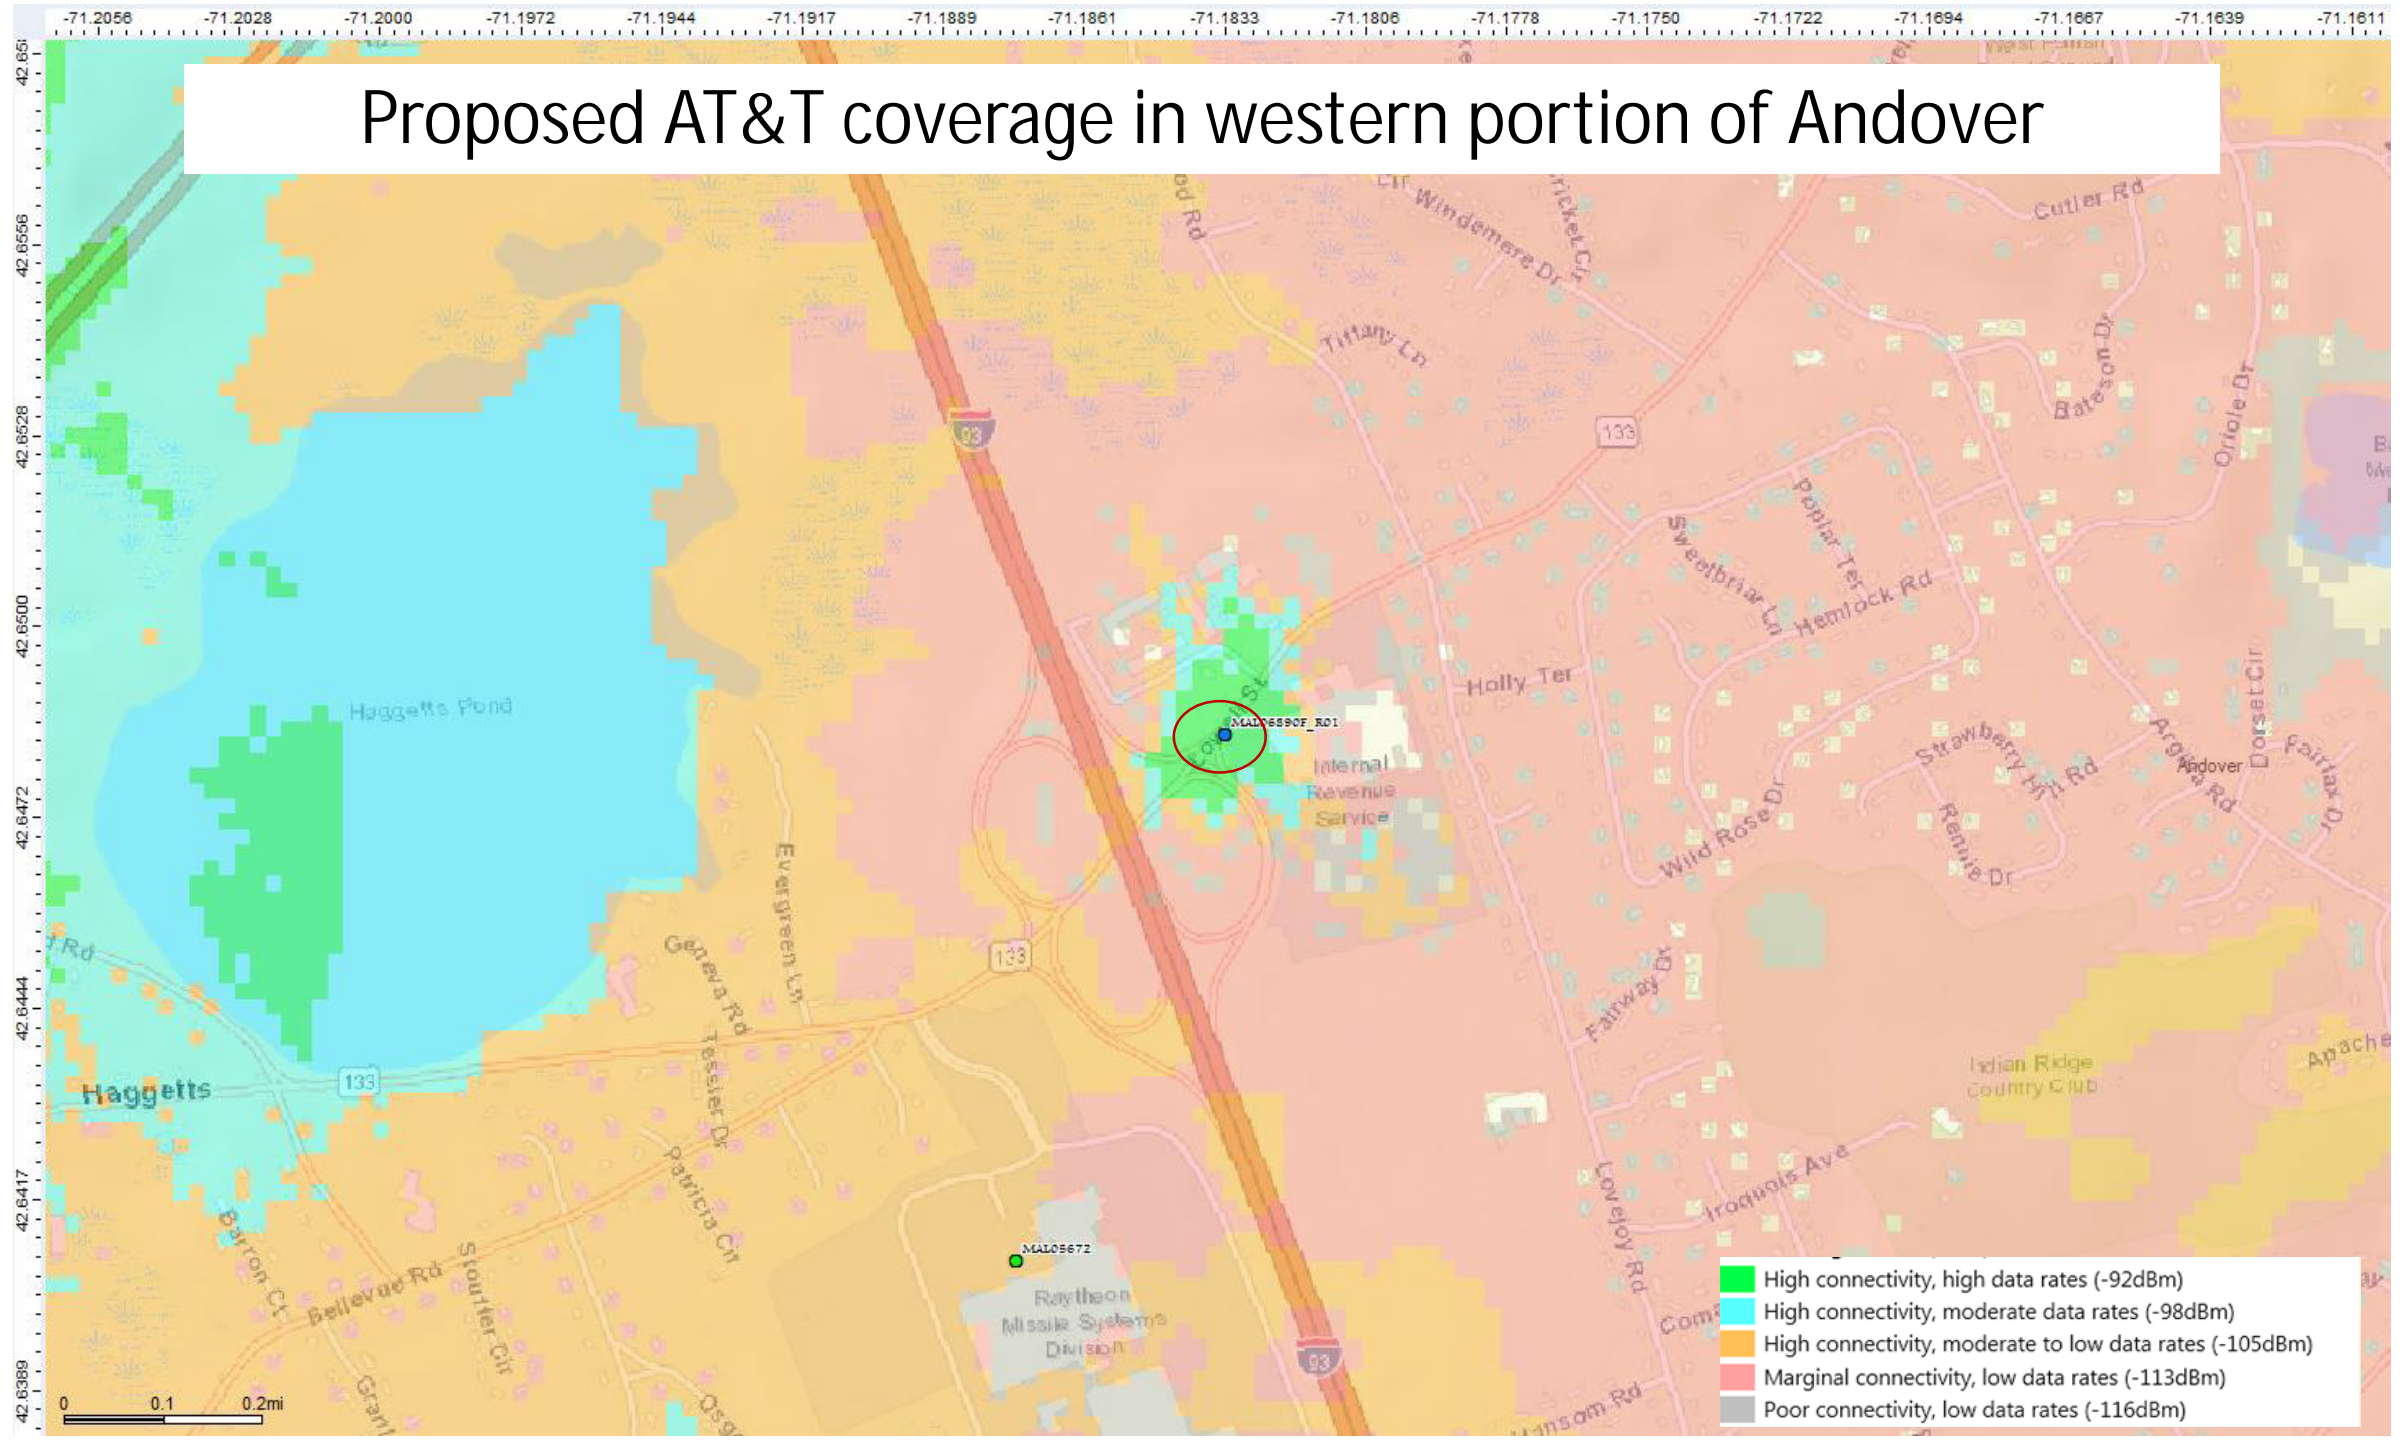 -71.2056 -71.2028 -71.2000 -71.1972 -71.1944 -71.1917 -71.1889 -71.1861 -71.1833 -71.1806 -71.1778 -71.1750 -71.1722 -71.1694 -71.1667 -71.1639 -71.1611
Proposed AT&T coverage in western portion of Andover
42.6556
42.6528
42.6500
42.6472
42.6444
42.6417
42.6389
Cutler Rd
Windemere Dr
Tiffany Ln
Bateson Dr
Oriole Dr
93
133
Poplar Ter
Sweetbriar Ln
Hemlock Rd
Holly Ter
Haggetts Pond
MAL06890F_R01
Internal
Revenue
Service
Strawberry Hill Rd
Argilla Rd
Andover
Dorset Cir
Fairfax Dr
Wild Rose Dr
Rennie Dr
Evergreen Ln
Geneva Rd
133
Rd
Fairway Dr
Tessier Dr
133
Haggetts
Indian Ridge
Country Club
Apache
Patricia Cir
Iroquois Ave
Lovejoy Rd
Barron Ct
Bellevue Rd
Stouffer Cir
MAL05672
Raytheon
Missile Systems
Division
93
High connectivity, high data rates (-92dBm)
High connectivity, moderate data rates (-98dBm)
High connectivity, moderate to low data rates (-105dBm)
Marginal connectivity, low data rates (-113dBm)
Poor connectivity, low data rates (-116dBm)
0 0.1 0.2mi